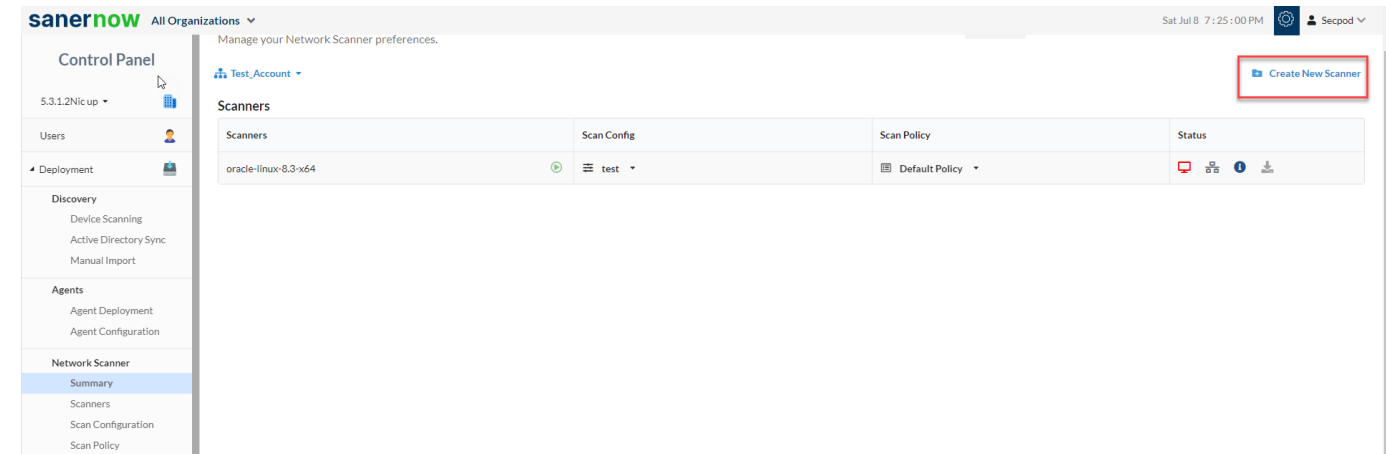 sanernow All Organizations Sat Jul 8 7 : 25 : 00 PM Secpod
Control Panel
5.3.1.2Nic up
Users
Deployment
Discovery
Device Scanning
Active Directory Sync
Manual Import
Agents
Agent Deployment
Agent Configuration
Network Scanner
Summary
Scanners
Scan Configuration
Scan Policy
Manage your Network Scanner preferences.
Test_Account Create New Scanner
Scanners
Scanners Scan Config Scan Policy Status
oracle-linux-8.3-x64 test Default Policy